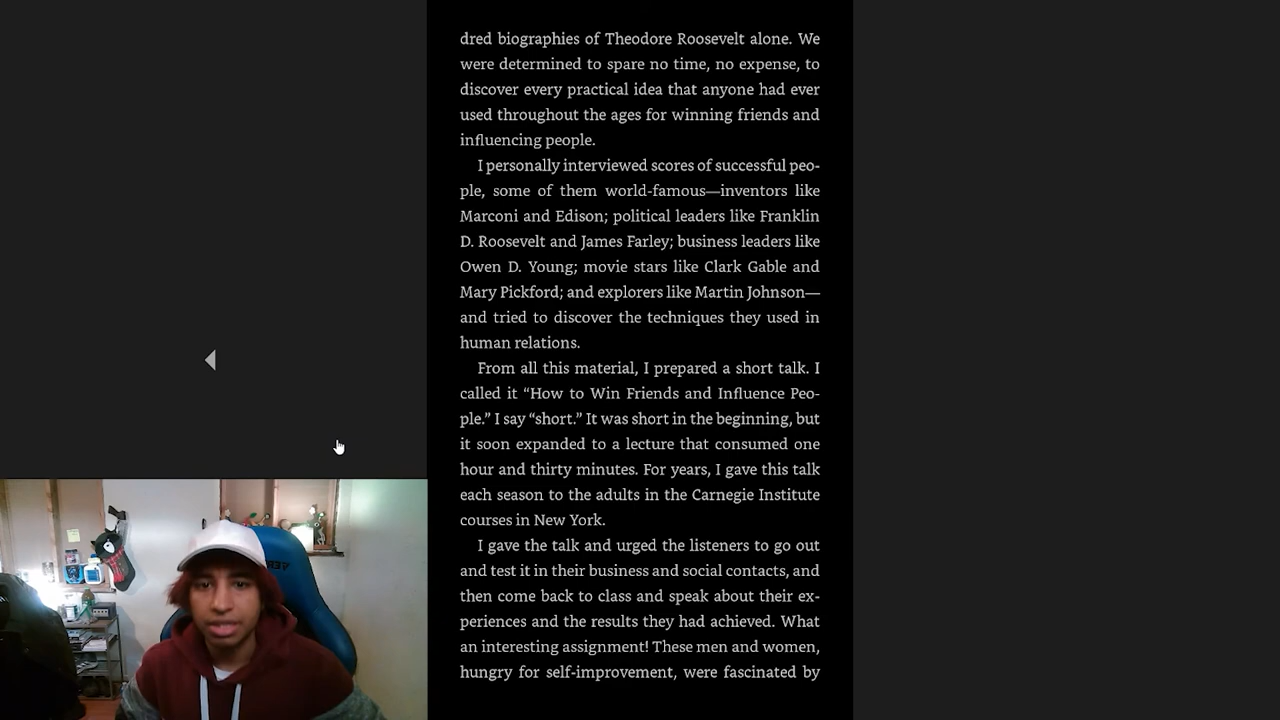 dred biographies of Theodore Roosevelt alone. We
were determined to spare no time, no expense, to
discover every practical idea that anyone had ever
used throughout the ages for winning friends and
influencing people.
I personally interviewed scores of successful peo-
ple, some of them world-famous—inventors like
Marconi and Edison; political leaders like Franklin
D. Roosevelt and James Farley; business leaders like
Owen D. Young; movie stars like Clark Gable and
Mary Pickford; and explorers like Martin Johnson—
and tried to discover the techniques they used in
human relations.
From all this material, I prepared a short talk. I
called it “How to Win Friends and Influence Peo-
ple.” I say “short.” It was short in the beginning, but
it soon expanded to a lecture that consumed one
hour and thirty minutes. For years, I gave this talk
each season to the adults in the Carnegie Institute
courses in New York.
I gave the talk and urged the listeners to go out
and test it in their business and social contacts, and
then come back to class and speak about their ex-
periences and the results they had achieved. What
an interesting assignment! These men and women,
hungry for self-improvement, were fascinated by